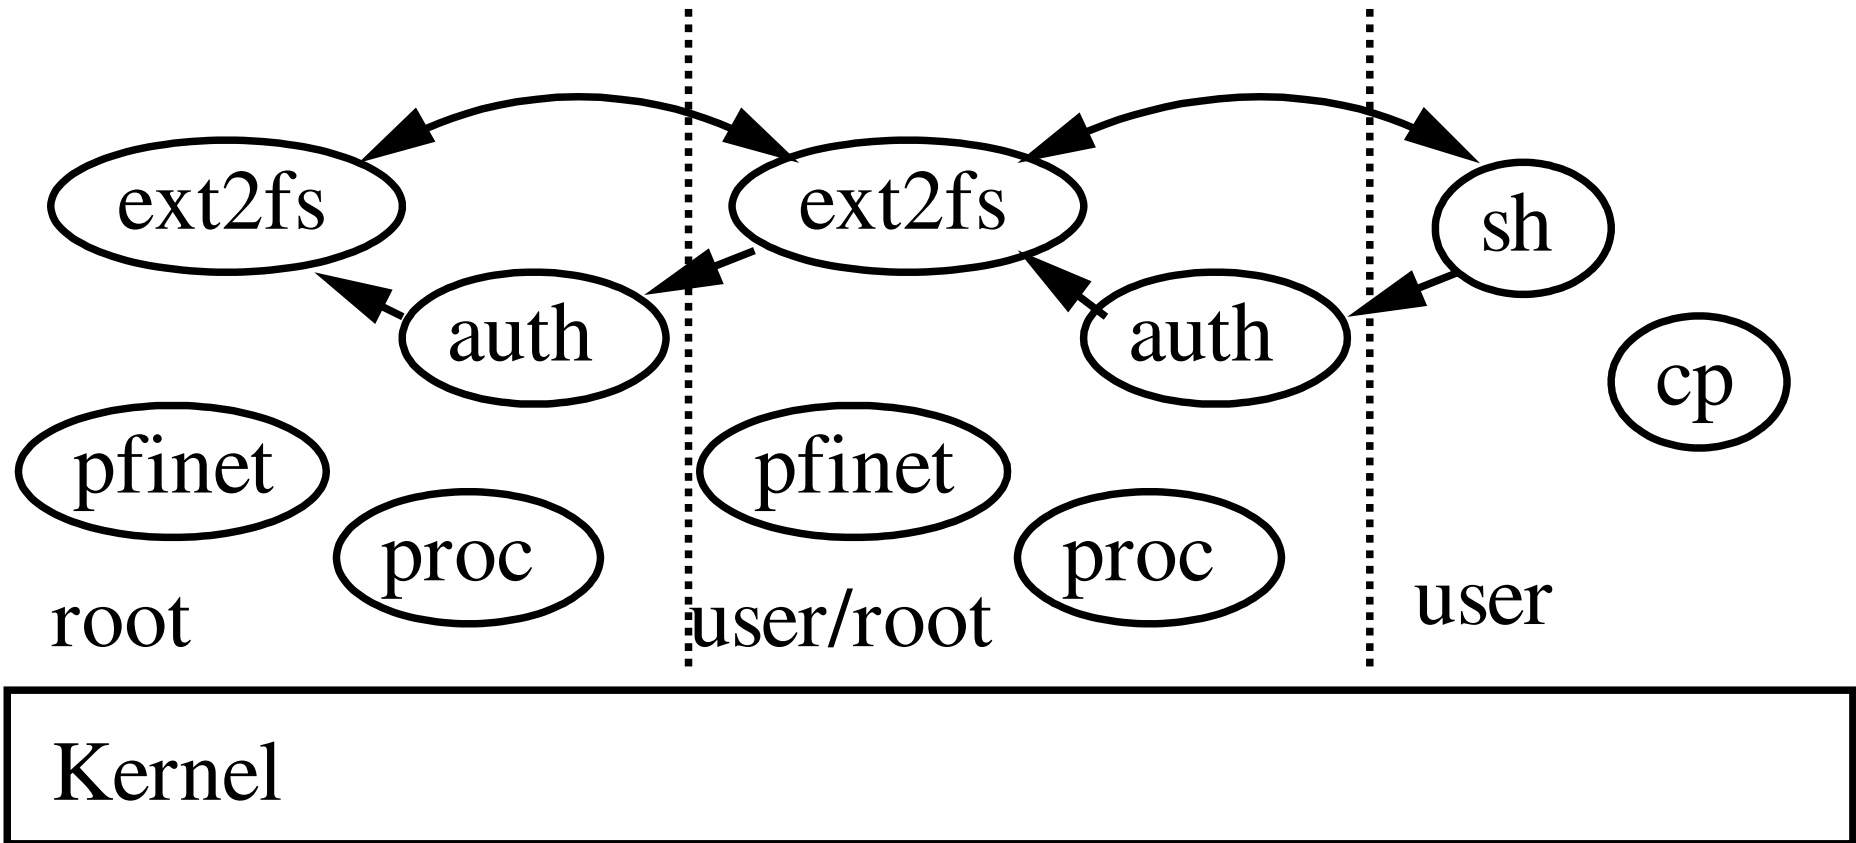 ext2fs
ext2fs
sh
auth
auth
cp
pfinet
pfinet
proc
proc
root
user/root
user
Kernel